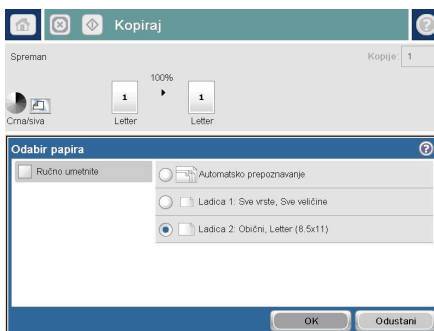 Kopiraj
Spreman
Kopije: 1
100%
1
1
Crna/siva
Letter
Letter
Odabir papira
Ručno umetnite
Automatsko prepoznavanje
Ladica 1: Sve vrste, Sve veličine
Ladica 2: Obični, Letter (8.5x11)
OK
Odustani